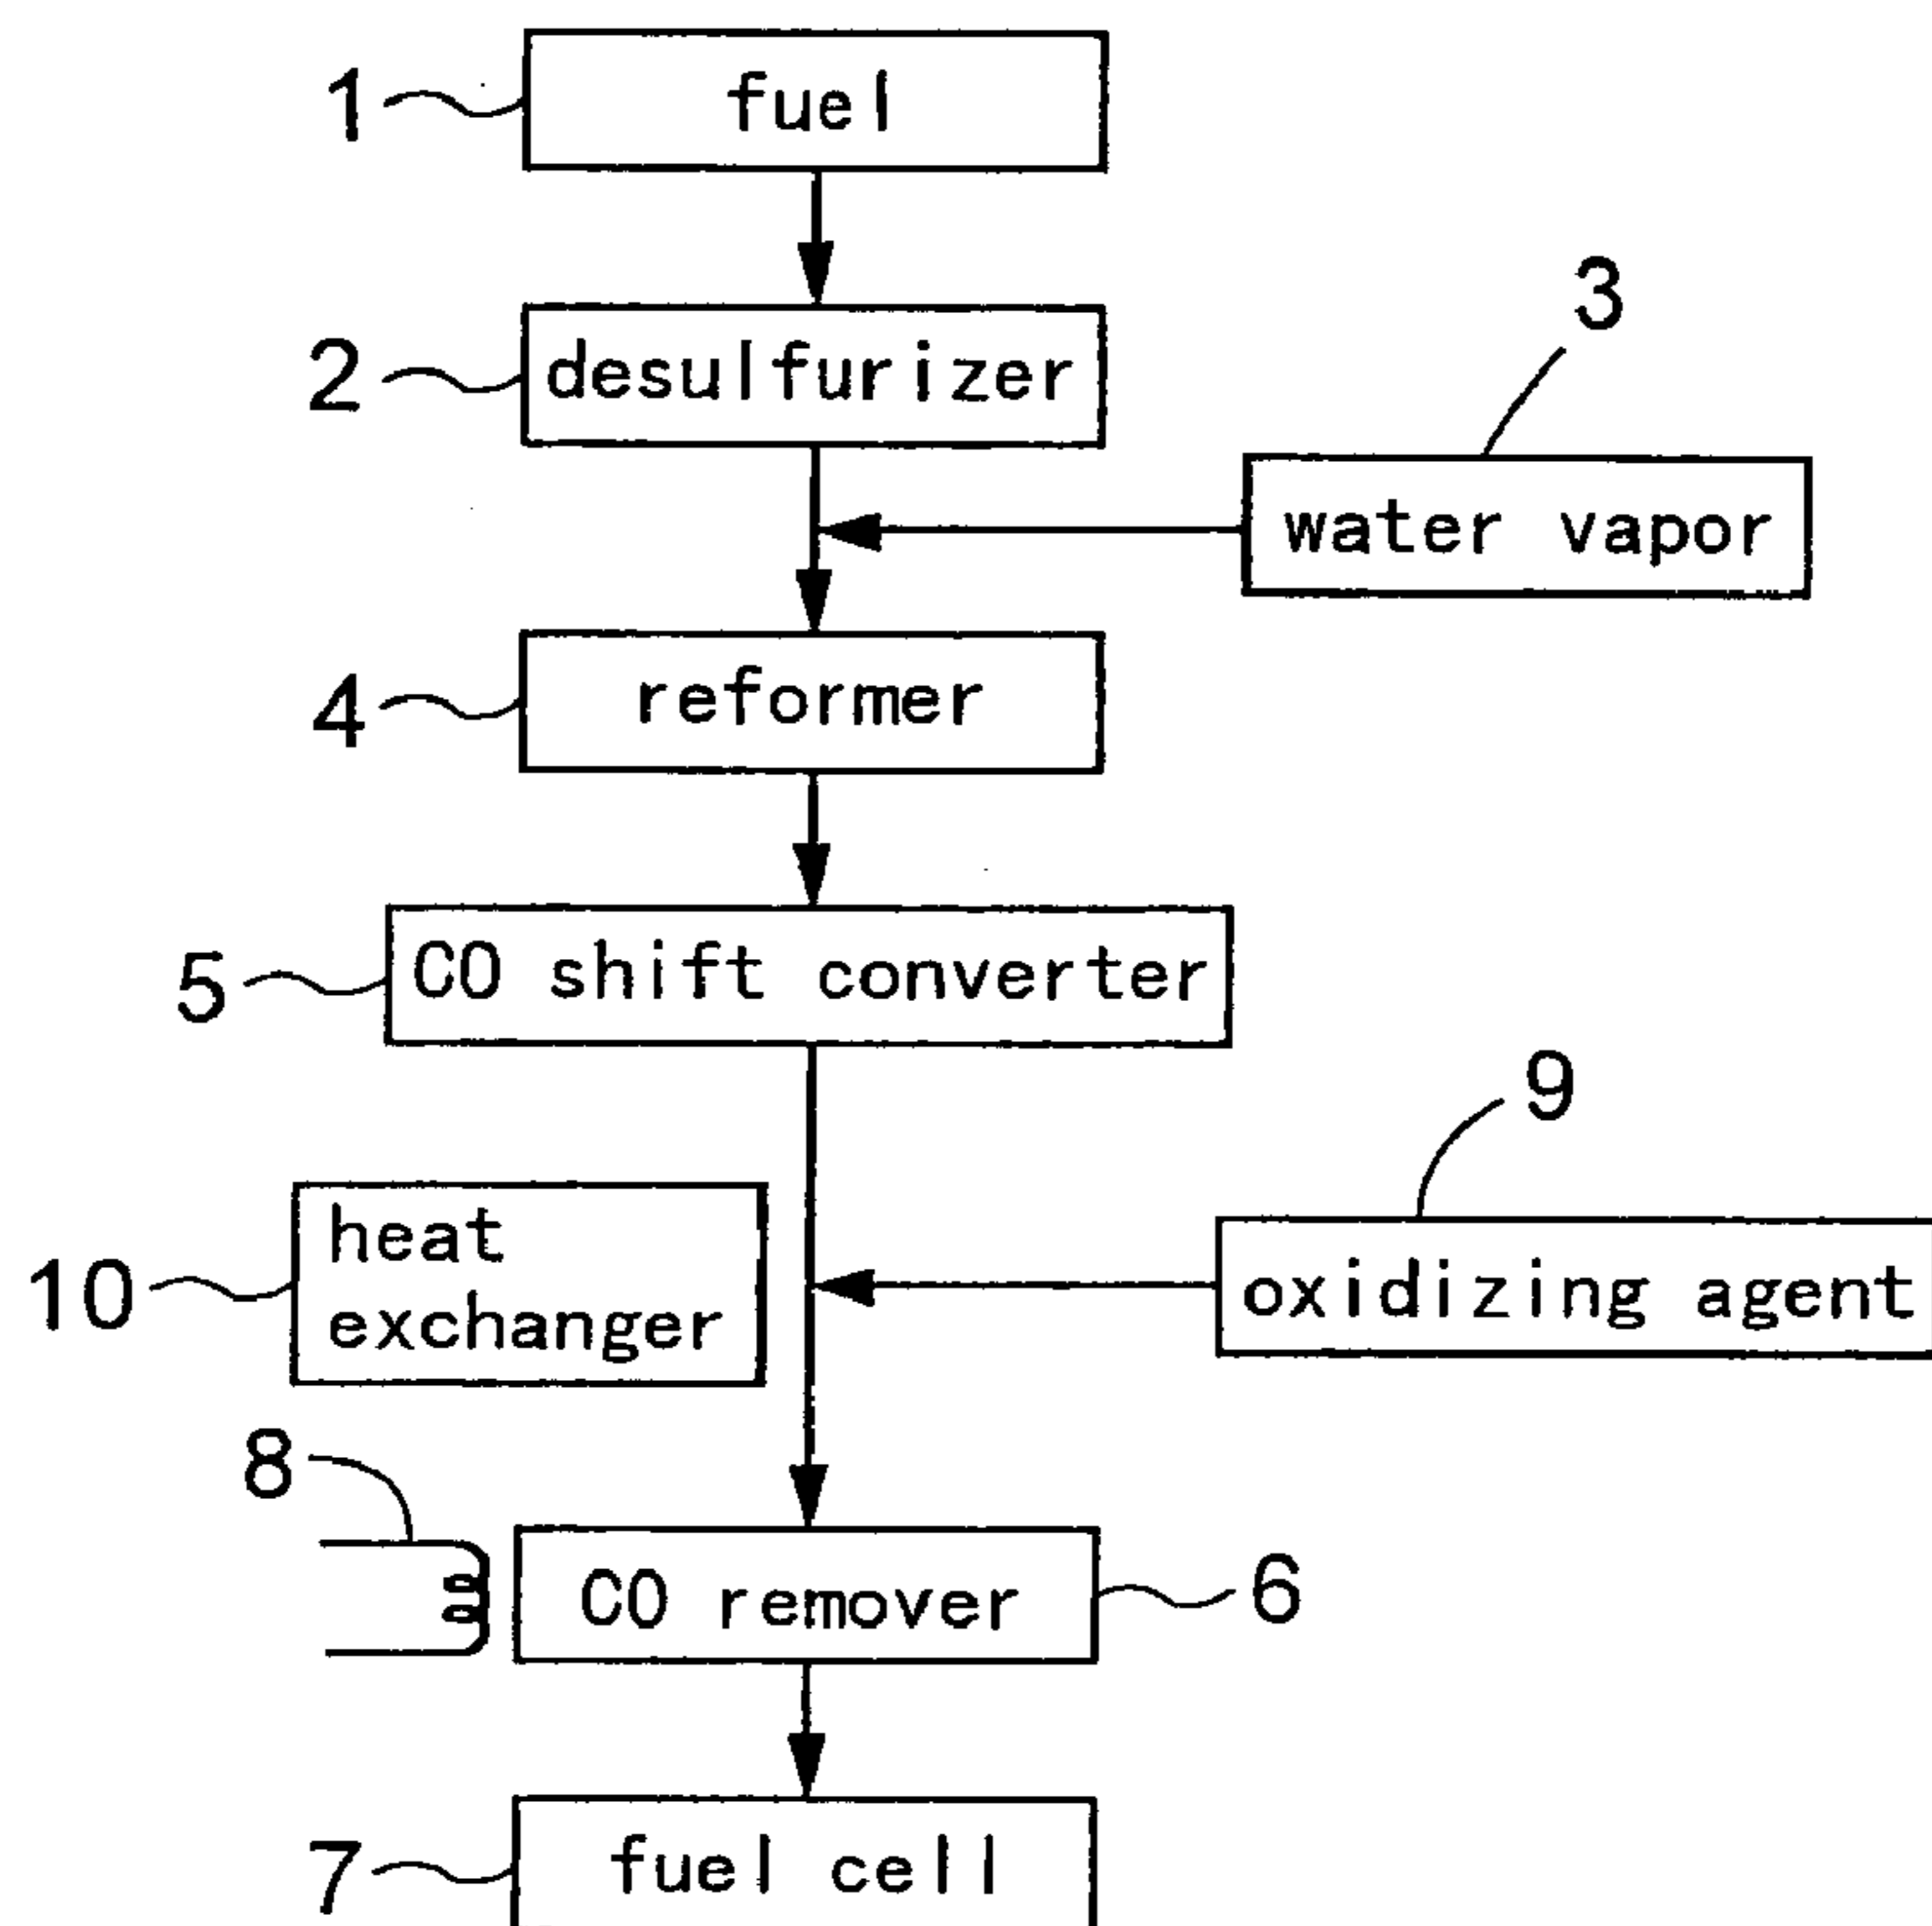 1
fuel
3
2
desulfurizer
water vapor
4
reformer
5
CO shift converter
9
10
heat
exchanger
oxidizing agent
8
CO remover
6
7
fuel cell